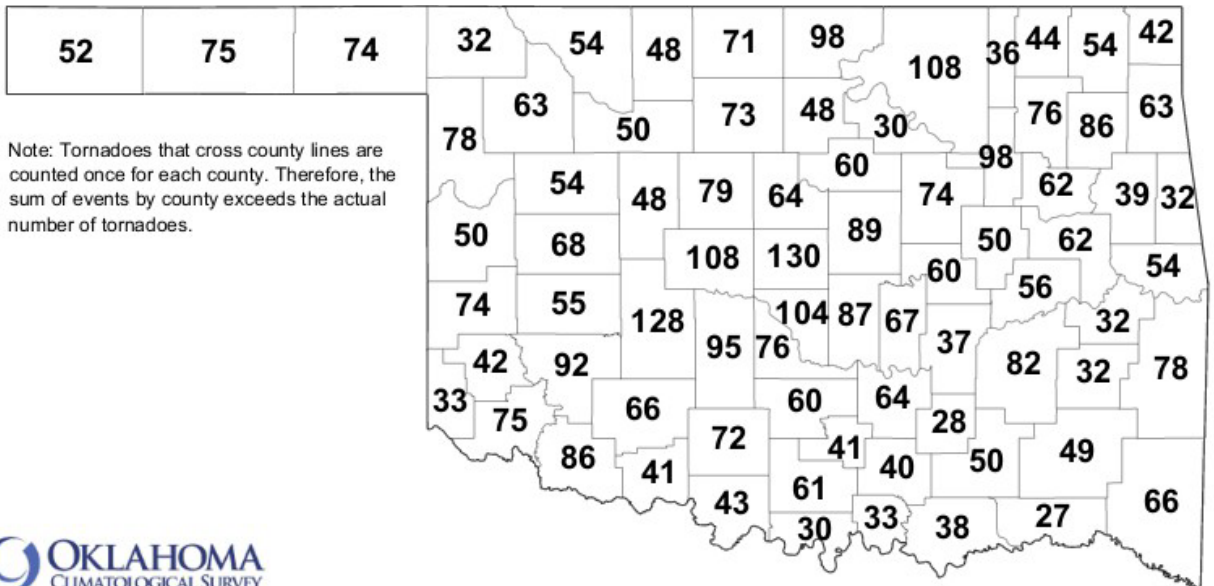 32 54 48 71 98 108 36 44 54 42
52 75 74
63 50 73 48 30 76 86 63
78
Note: Tornadoes that cross county lines are
counted once for each county. Therefore, the
sum of events by county exceeds the actual
number of tornadoes.
54 48 79 64 60 74 98 62 39 32
50 68 108 130 89 60 50 62 54
74 55 128 104 87 67 56 32
95 76 37
42 92 82 32 78
33 75 66 60 64 28
72 41 49
86 41 61 40 50
43 30 33 38 27 66
OKLAHOMA
CLIMATOLOGICAL SURVEY